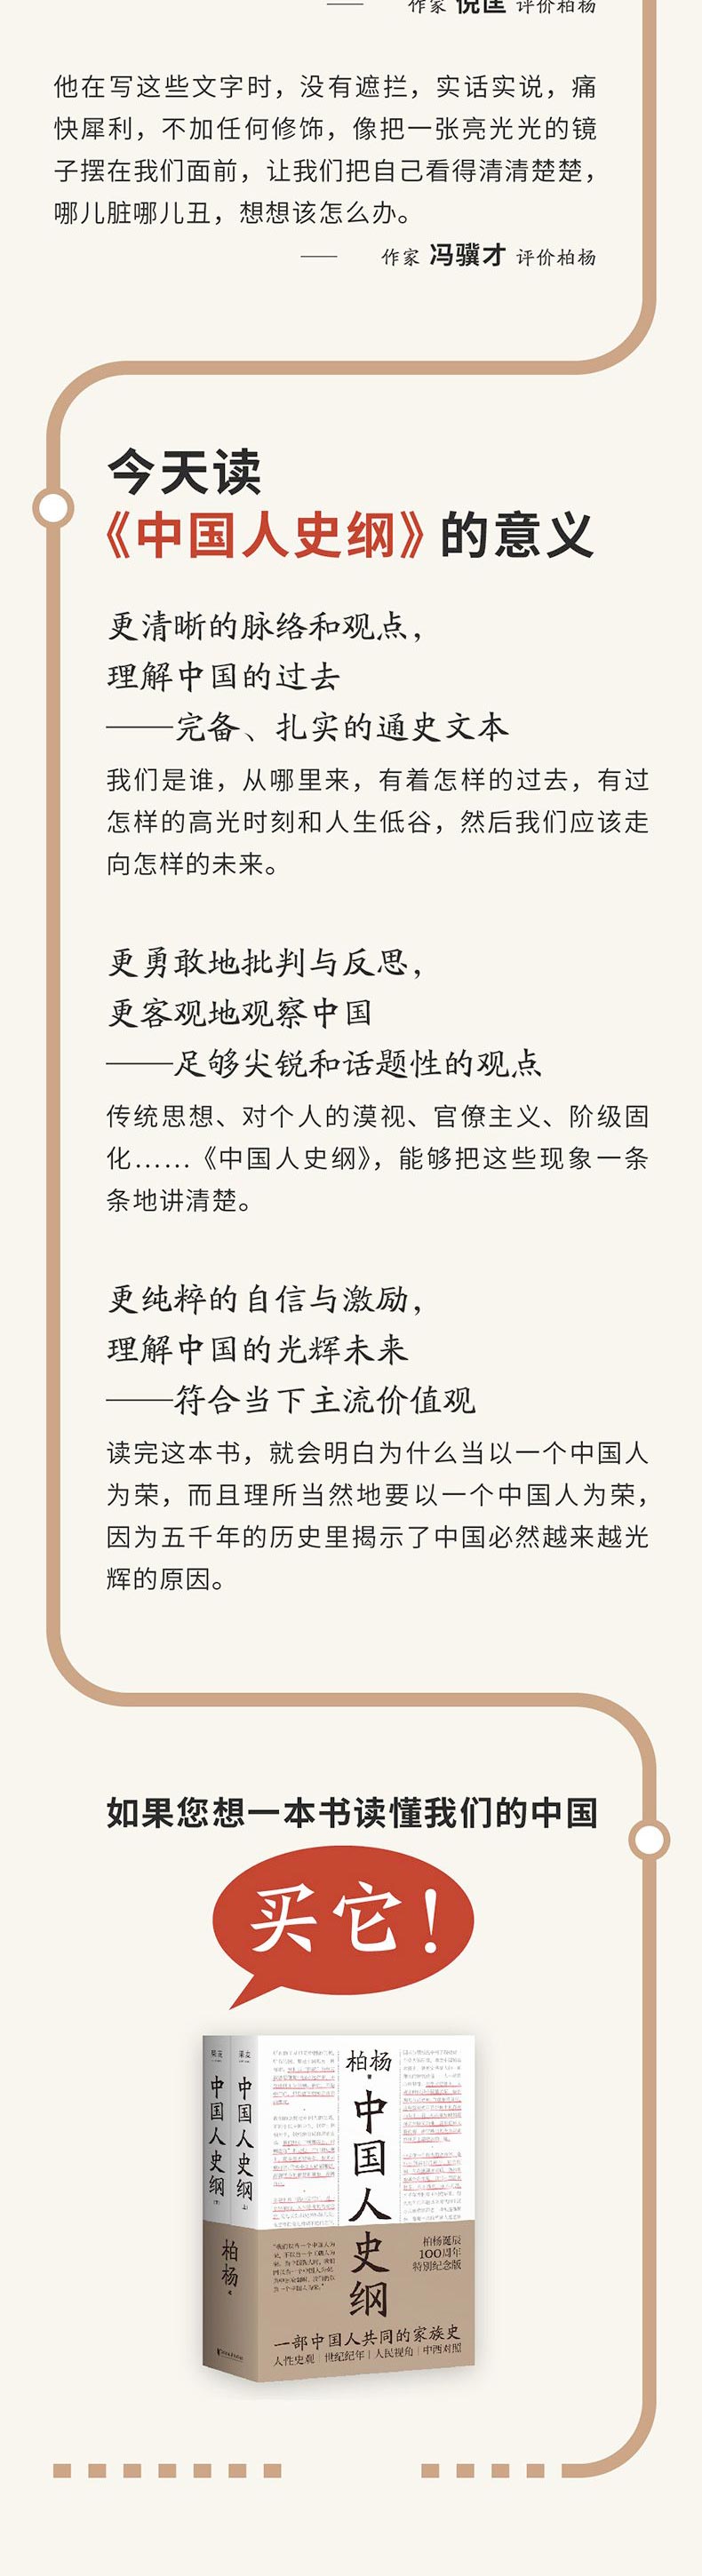 —— 作家 倪匡 评价柏杨
他在写这些文字时，没有遮拦，实话实说，痛
快犀利，不加任何修饰，像把一张亮光光的镜
子摆在我们面前，让我们把自己看得清清楚楚，
哪儿脏哪儿丑，想想该怎么办。
—— 作家 冯骥才 评价柏杨
今天读
《中国人史纲》的意义
更清晰的脉络和观点，
理解中国的过去
——完备、扎实的通史文本
我们是谁，从哪里来，有着怎样的过去，有过
怎样的高光时刻和人生低谷，然后我们应该走
向怎样的未来。
更勇敢地批判与反思，
更客观地观察中国
——足够尖锐和话题性的观点
传统思想、对个人的漠视、官僚主义、阶级固
化……《中国人史纲》，能够把这些现象一条
条地讲清楚。
更纯粹的自信与激励，
理解中国的光辉未来
——符合当下主流价值观
读完这本书，就会明白为什么当以一个中国人
为荣，而且理所当然地要以一个中国人为荣，
因为五千年的历史里揭示了中国必然越来越光
辉的原因。
如果您想一本书读懂我们的中国
买它！
中国人史纲
中国人史纲
柏杨
柏杨
中国人史纲
柏杨诞辰
100周年
特别纪念版
一部中国人共同的家族史
人性史观｜世纪纪年｜人民视角｜中西对照